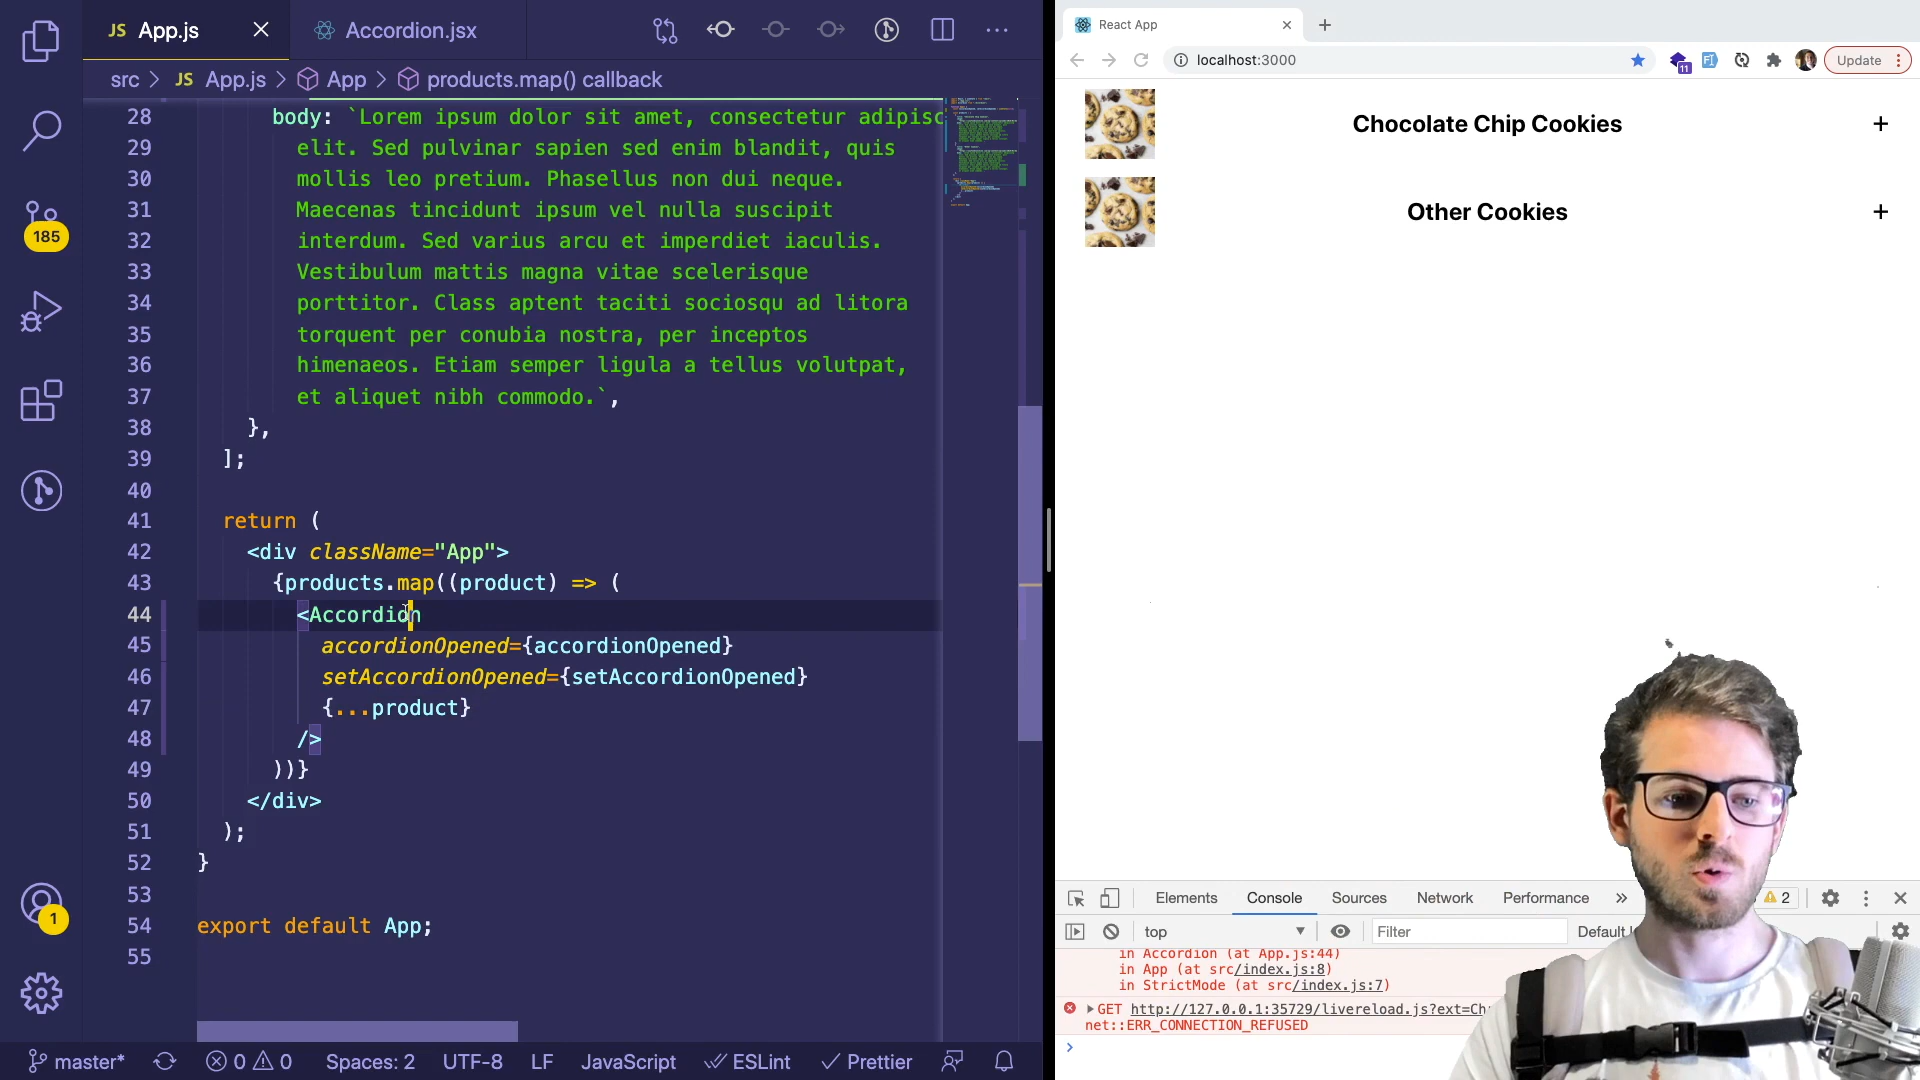 JS App.js
Accordion.jsx
src > JS App.js > App > products.map() callback
28 body: `Lorem ipsum dolor sit amet, consectetur adipisc
29 elit. Sed pulvinar sapien sed enim blandit, quis
30 mollis leo pretium. Phasellus non dui neque.
31 Maecenas tincidunt ipsum vel nulla suscipit
32 interdum. Sed varius arcu et imperdiet iaculis.
33 Vestibulum mattis magna vitae scelerisque
34 porttitor. Class aptent taciti sociosqu ad litora
35 torquent per conubia nostra, per inceptos
36 himenaeos. Etiam semper ligula a tellus volutpat,
37 et aliquet nibh commodo.`,
38 },
39 ];
40
41 return (
42 <div className="App">
43 {products.map((product) => (
44 <Accordion
45 accordionOpened={accordionOpened}
46 setAccordionOpened={setAccordionOpened}
47 {...product}
48 />
49 ))}
50 </div>
51 );
52 }
53
54 export default App;
55
185
1
master* 0 0 Spaces: 2 UTF-8 LF JavaScript ESLint Prettier
React App
localhost:3000
11
Update
Chocolate Chip Cookies +
Other Cookies +
Elements Console Sources Network Performance » 2
top Filter
in Accordion (at App.js:44)
in App (at src/index.js:8)
in StrictMode (at src/index.js:7)
GET http://127.0.0.1:35729/livereload.js?ext=Ch
net::ERR_CONNECTION_REFUSED